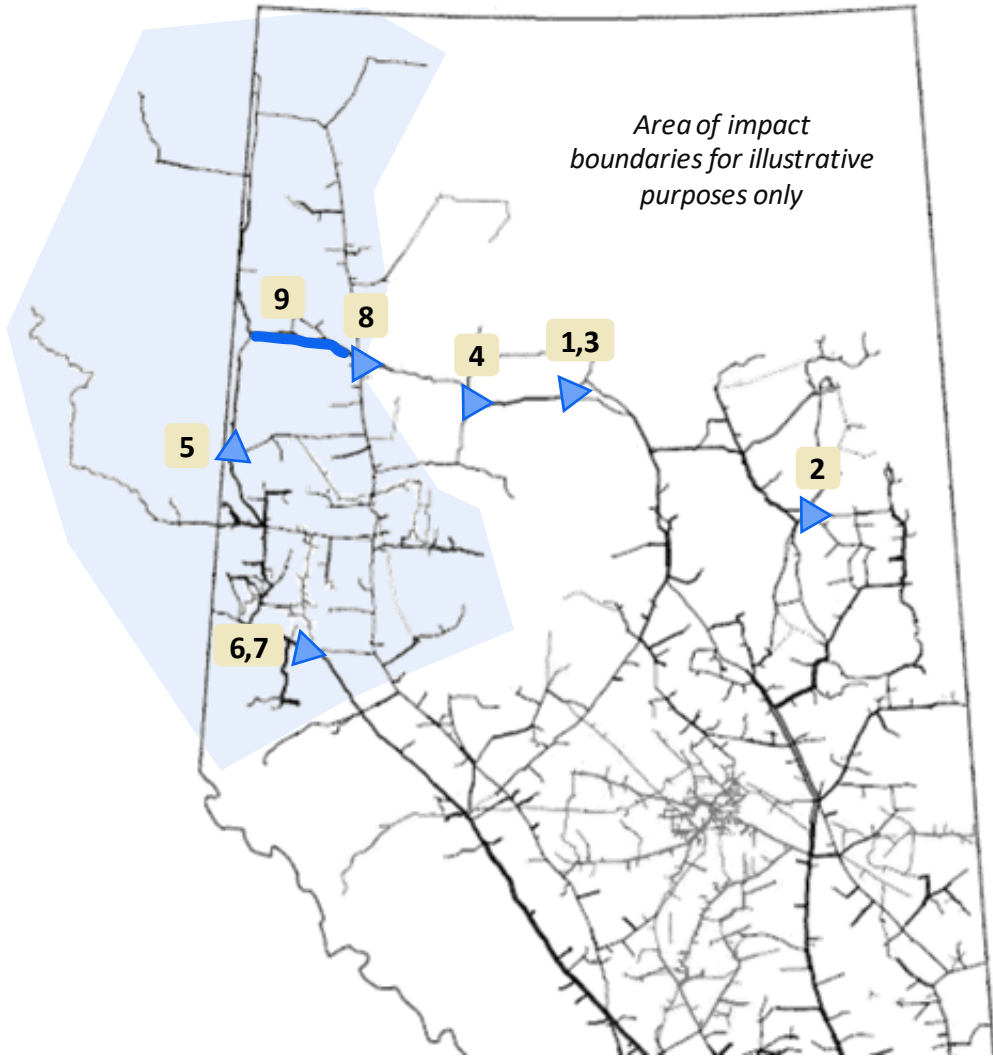 Area of impact
boundaries for illustrative
purposes only
9
8
1,3
4
5
2
6,7